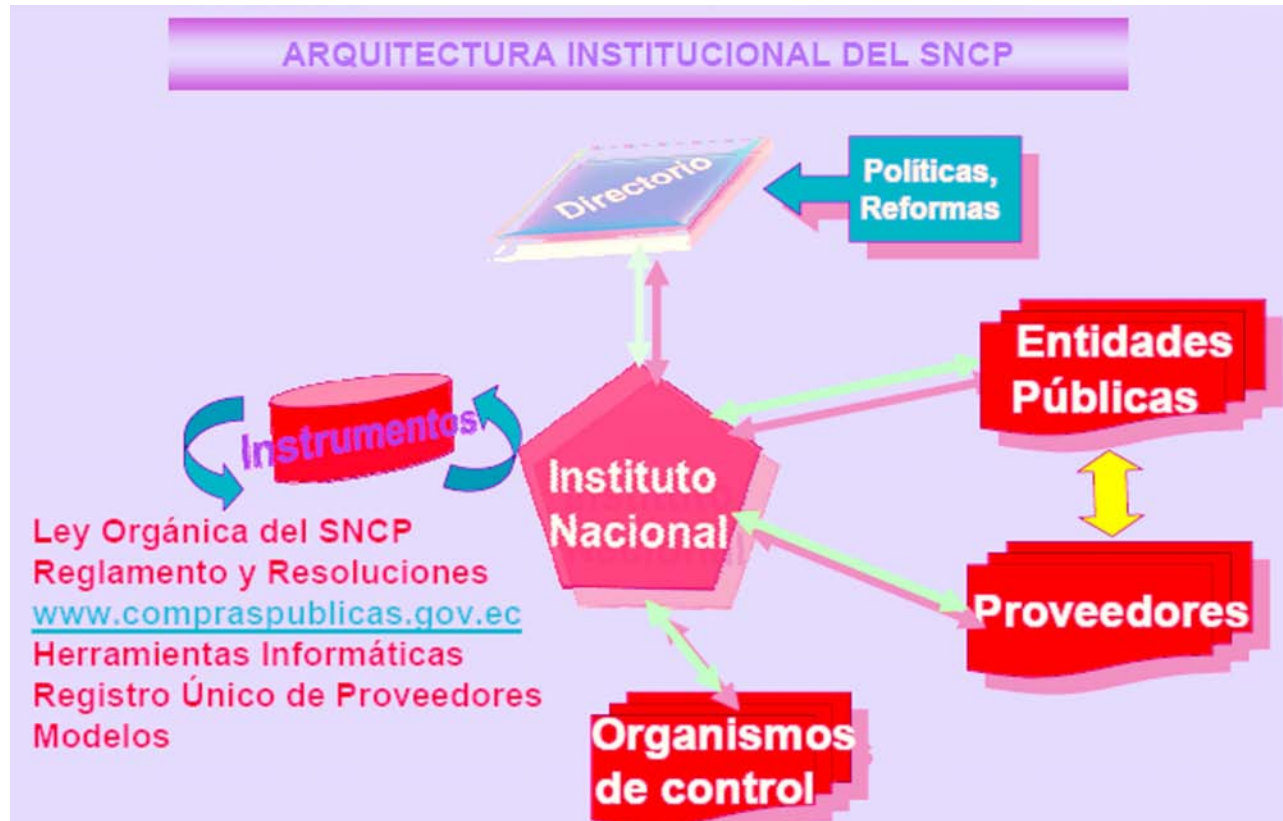 ARQUITECTURA INSTITUCIONAL DEL SNCP
Directorio
Políticas,
Reformas
Entidades
Públicas
Instrumentos
Instituto
Nacional
Ley Orgánica del SNCP
Reglamento y Resoluciones
www.compraspublicas.gov.ec
Herramientas Informáticas
Registro Único de Proveedores
Modelos
Proveedores
Organismos
de control